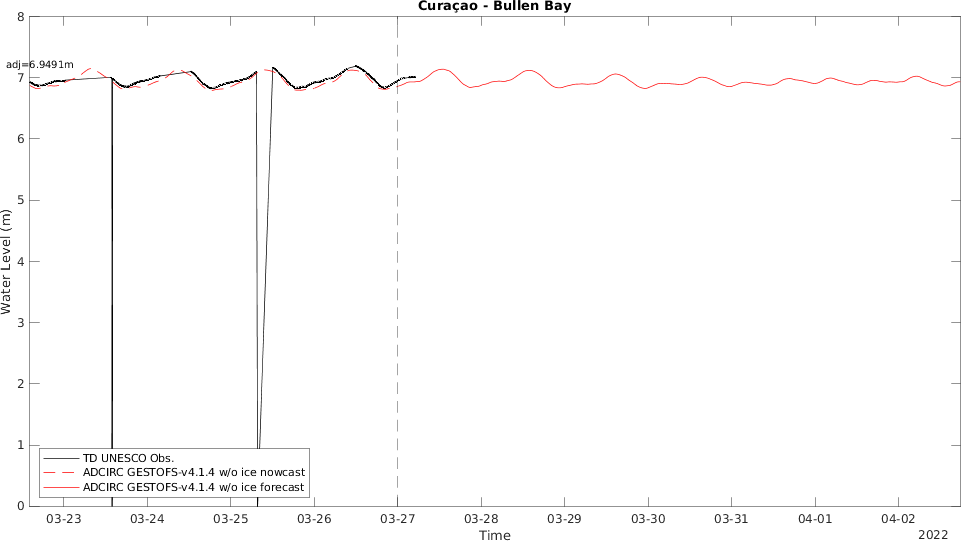 Curaçao - Bullen Bay
8
adj=6.9491m
7
6
5
4
3
2
1
0
Water Level (m)
TD UNESCO Obs.
ADCIRC GESTOFS-v4.1.4 w/o ice nowcast
ADCIRC GESTOFS-v4.1.4 w/o ice forecast
03-23 03-24 03-25 03-26 03-27 03-28 03-29 03-30 03-31 04-01 04-02
Time
2022